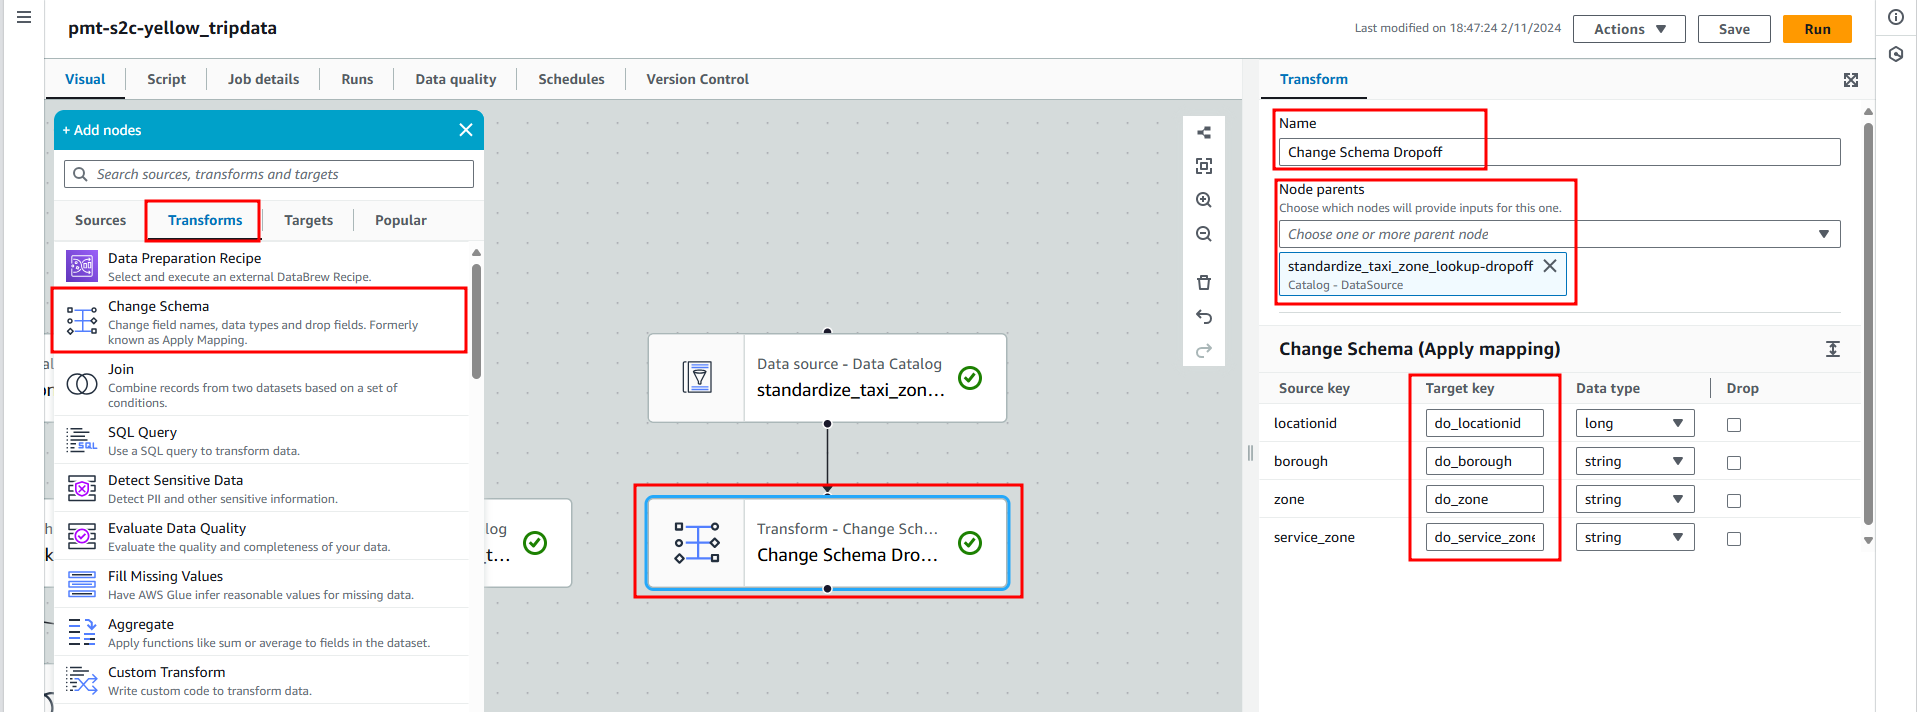 pmt-s2c-yellow_tripdata
Last modified on 18:47:24 2/11/2024
Actions
Save
Run
Visual
Script
Job details
Runs
Data quality
Schedules
Version Control
+ Add nodes
Search sources, transforms and targets
Sources
Transforms
Targets
Popular
Data Preparation Recipe
Select and execute an external DataBrew Recipe.
Change Schema
Change field names, data types and drop fields. Formerly
known as Apply Mapping.
Join
Combine records from two datasets based on a set of
conditions.
SQL Query
Use a SQL query to transform data.
Detect Sensitive Data
Detect PII and other sensitive information.
Evaluate Data Quality
Evaluate the quality and completeness of your data.
Fill Missing Values
Have AWS Glue infer reasonable values for missing data.
Aggregate
Apply functions like sum or average to fields in the dataset.
Custom Transform
Write custom code to transform data.
log
_t...
Data source - Data Catalog
standardize_taxi_zon...
Transform - Change Sch...
Change Schema Dro...
Transform
Name
Change Schema Dropoff
Node parents
Choose which nodes will provide inputs for this one.
Choose one or more parent node
standardize_taxi_zone_lookup-dropoff
Catalog - DataSource
Change Schema (Apply mapping)
Source key Target key Data type Drop
locationid do_locationid long
borough do_borough string
zone do_zone string
service_zone do_service_zone string